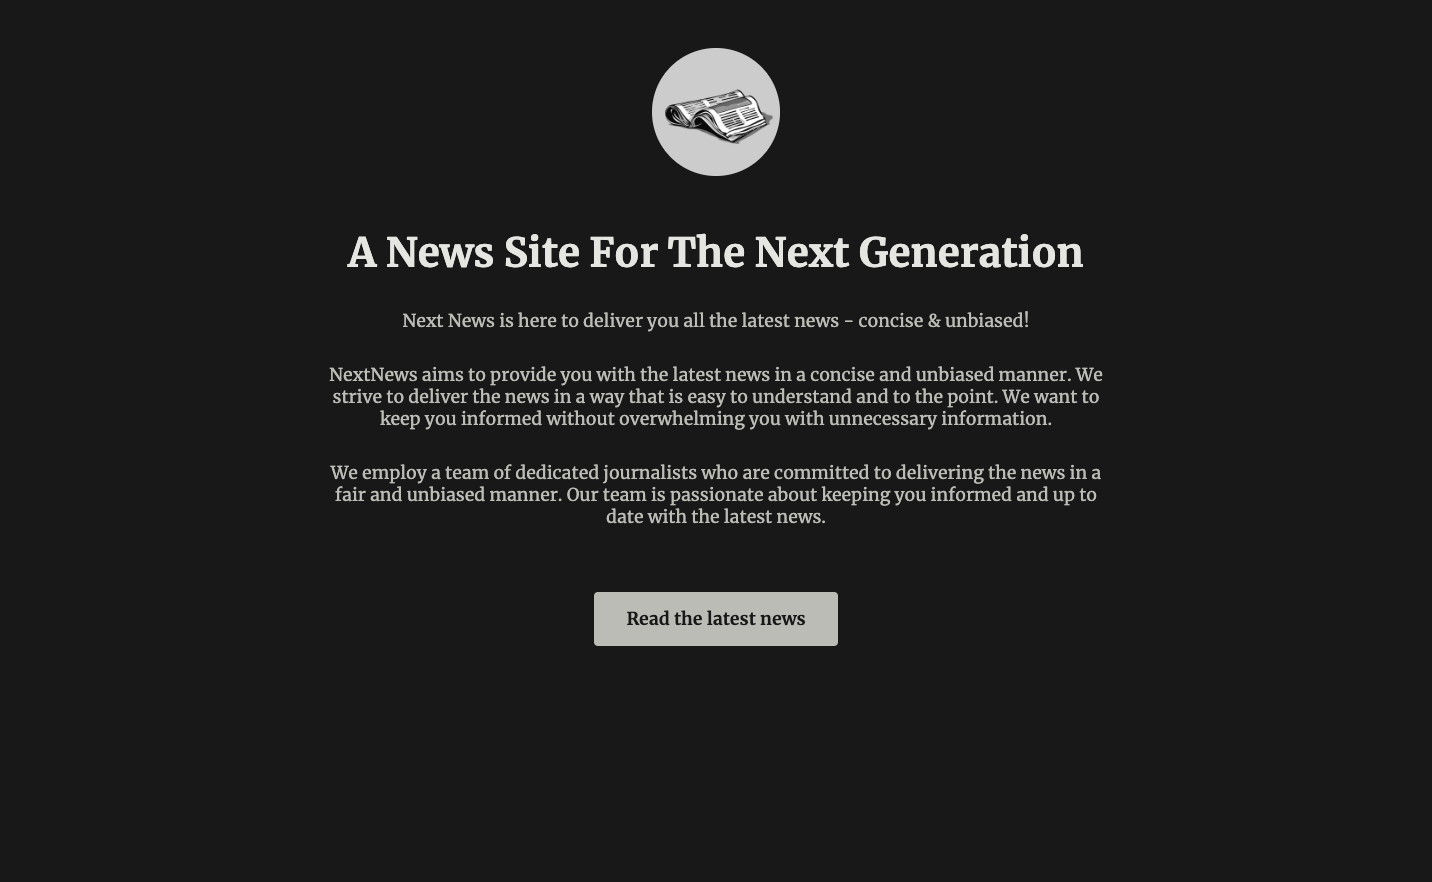 A News Site For The Next Generation
Next News is here to deliver you all the latest news - concise & unbiased!
NextNews aims to provide you with the latest news in a concise and unbiased manner. We
strive to deliver the news in a way that is easy to understand and to the point. We want to
keep you informed without overwhelming you with unnecessary information.
We employ a team of dedicated journalists who are committed to delivering the news in a
fair and unbiased manner. Our team is passionate about keeping you informed and up to
date with the latest news.
Read the latest news